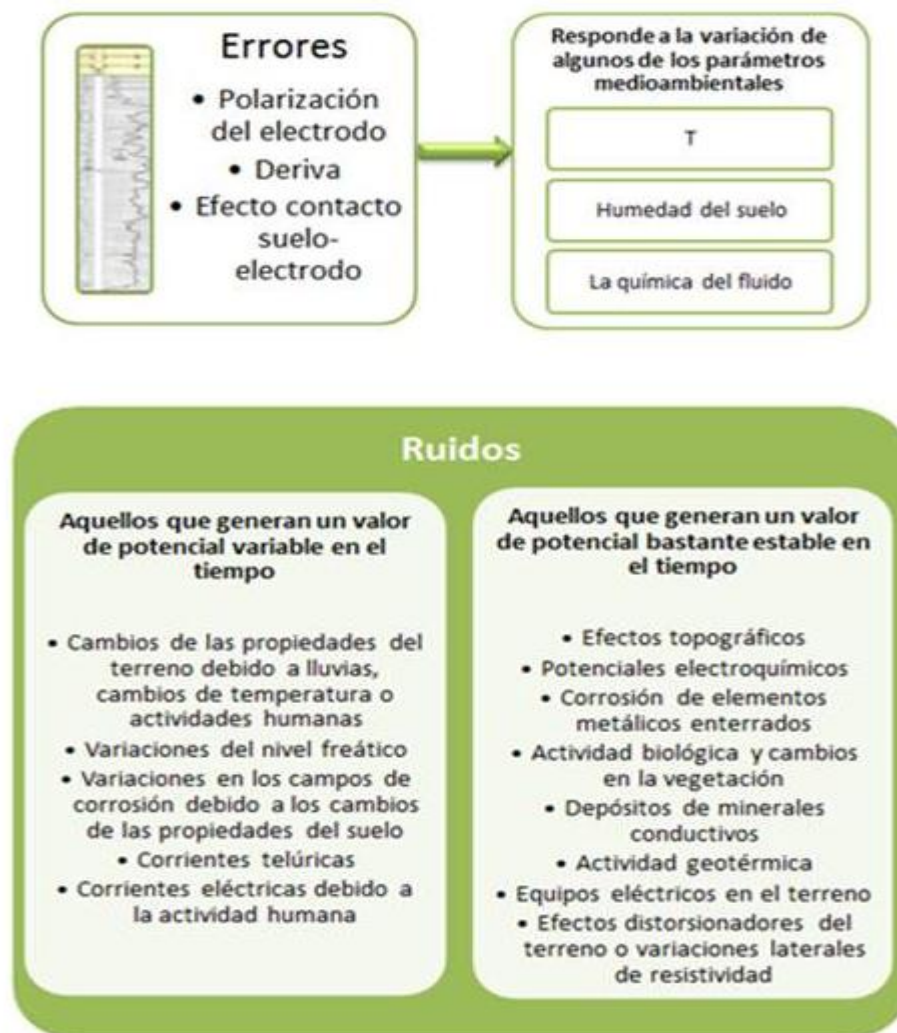 Errores
• Polarización
del electrodo
• Deriva
• Efecto contacto
suelo-
electrodo
Responde a la variación de
algunos de los parámetros
medioambientales
T
Humedad del suelo
La química del fluido
Ruidos
Aquellos que generan un valor
de potencial variable en el
tiempo
• Cambios de las propiedades del
terreno debido a lluvias,
cambios de temperatura o
actividades humanas
• Variaciones del nivel freático
• Variaciones en los campos de
corrosión debido a los cambios
de las propiedades del suelo
• Corrientes telúricas
• Corrientes eléctricas debido a
la actividad humana
Aquellos que generan un valor
de potencial bastante estable en
el tiempo
• Efectos topográficos
• Potenciales electroquímicos
• Corrosión de elementos
metálicos enterrados
• Actividad biológica y cambios
en la vegetación
• Depósitos de minerales
conductivos
• Actividad geotérmica
• Equipos eléctricos en el terreno
• Efectos distorsionadores del
terreno o variaciones laterales
de resistividad